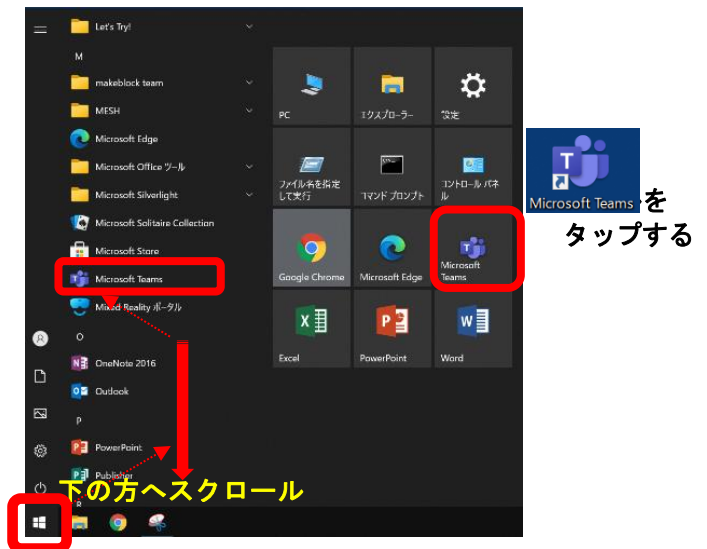 Let's Try!
M
makeblock team
MESH
Microsoft Edge
Microsoft Office ツール
Microsoft Silverlight
Microsoft Solitaire Collection
Microsoft Store
Microsoft Teams
Mixed Reality ポータル
O
OneNote 2016
Outlook
P
PowerPoint
Publisher
R
下の方へスクロール
PC
エクスプローラー
設定
ファイル名を指定
して実行
コマンド プロンプト
コントロール パネ
ル
Google Chrome
Microsoft Edge
Microsoft
Teams
Excel
PowerPoint
Word
Microsoft Teams
を
タップする